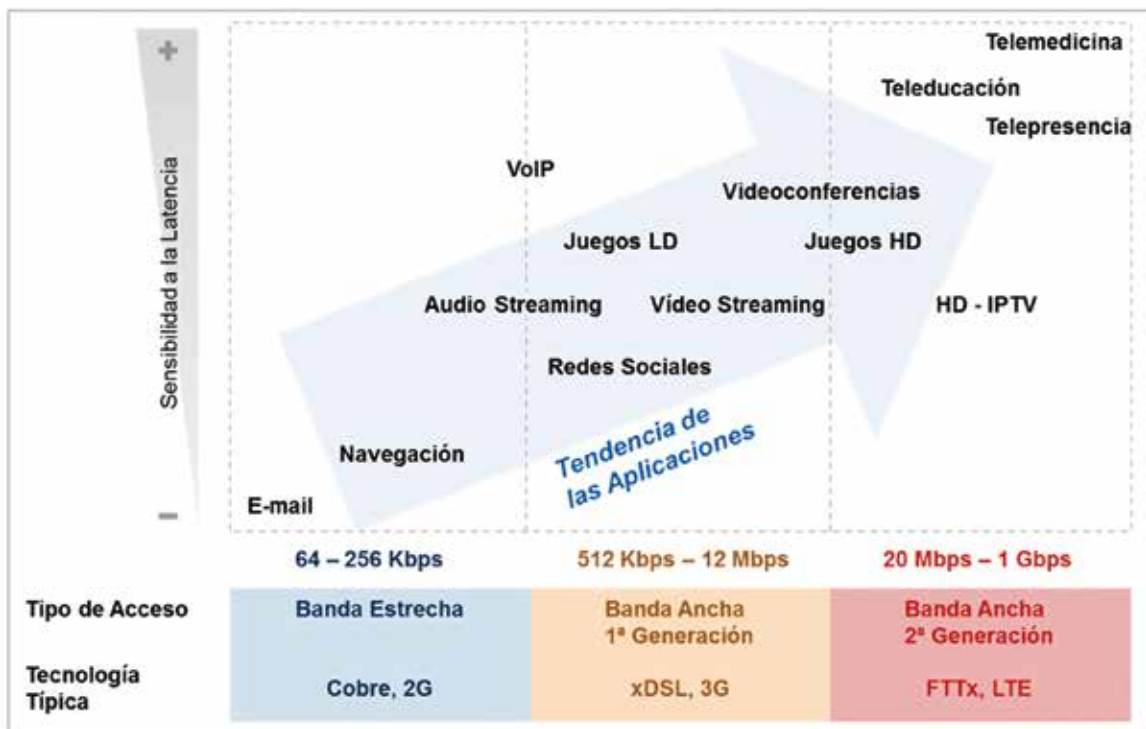 +
Telemedicina
Teleducación
Telepresencia
VoIP
Videoconferencias
Juegos LD
Juegos HD
Audio Streaming
Vídeo Streaming
HD - IPTV
Redes Sociales
Navegación
E-mail
Tendencia de
las Aplicaciones
Sensibilidad a la Latencia
–
64 – 256 Kbps
512 Kbps – 12 Mbps
20 Mbps – 1 Gbps
Tipo de Acceso
Banda Estrecha
Banda Ancha
1ª Generación
Banda Ancha
2ª Generación
Tecnología
Típica
Cobre, 2G
xDSL, 3G
FTTx, LTE